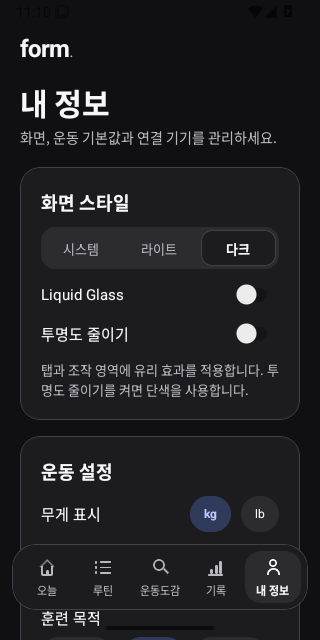 11:10
form.
내 정보
화면, 운동 기본값과 연결 기기를 관리하세요.
화면 스타일
시스템 라이트 다크
Liquid Glass
투명도 줄이기
탭과 조작 영역에 유리 효과를 적용합니다. 투
명도 줄이기를 켜면 단색을 사용합니다.
운동 설정
무게 표시 kg lb
오늘 루틴 운동도감 기록 내 정보
훈련 목적